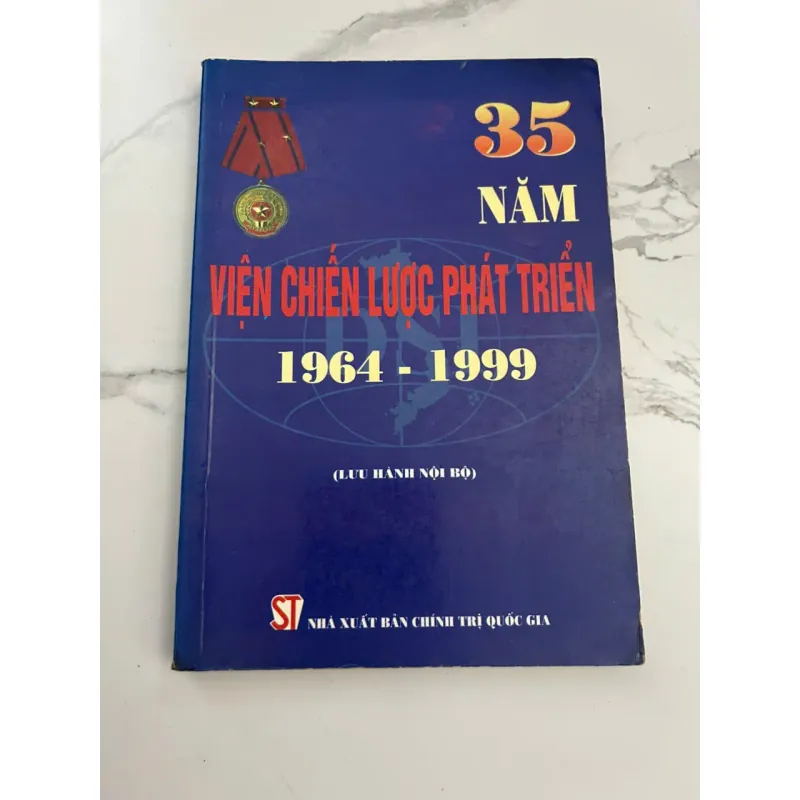 35
NĂM
VIỆN CHIẾN LƯỢC PHÁT TRIỂN
DSI
1964 - 1999
(LƯU HÀNH NỘI BỘ)
ST NHÀ XUẤT BẢN CHÍNH TRỊ QUỐC GIA